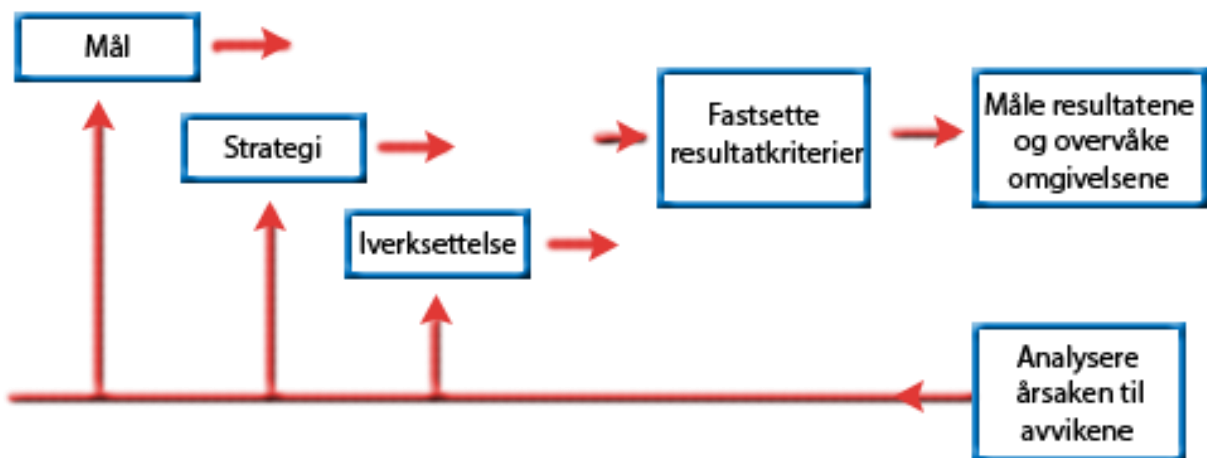 Mål
Strategi
Iverksettelse
Fastsette
resultatkriterier
Måle resultatene
og overvåke
omgivelsene
Analysere
årsaken til
avvikene